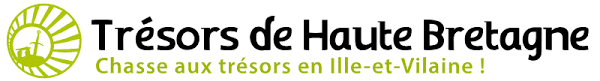 Trésors de Haute Bretagne
Chasse aux trésors en Ille-et-Vilaine !